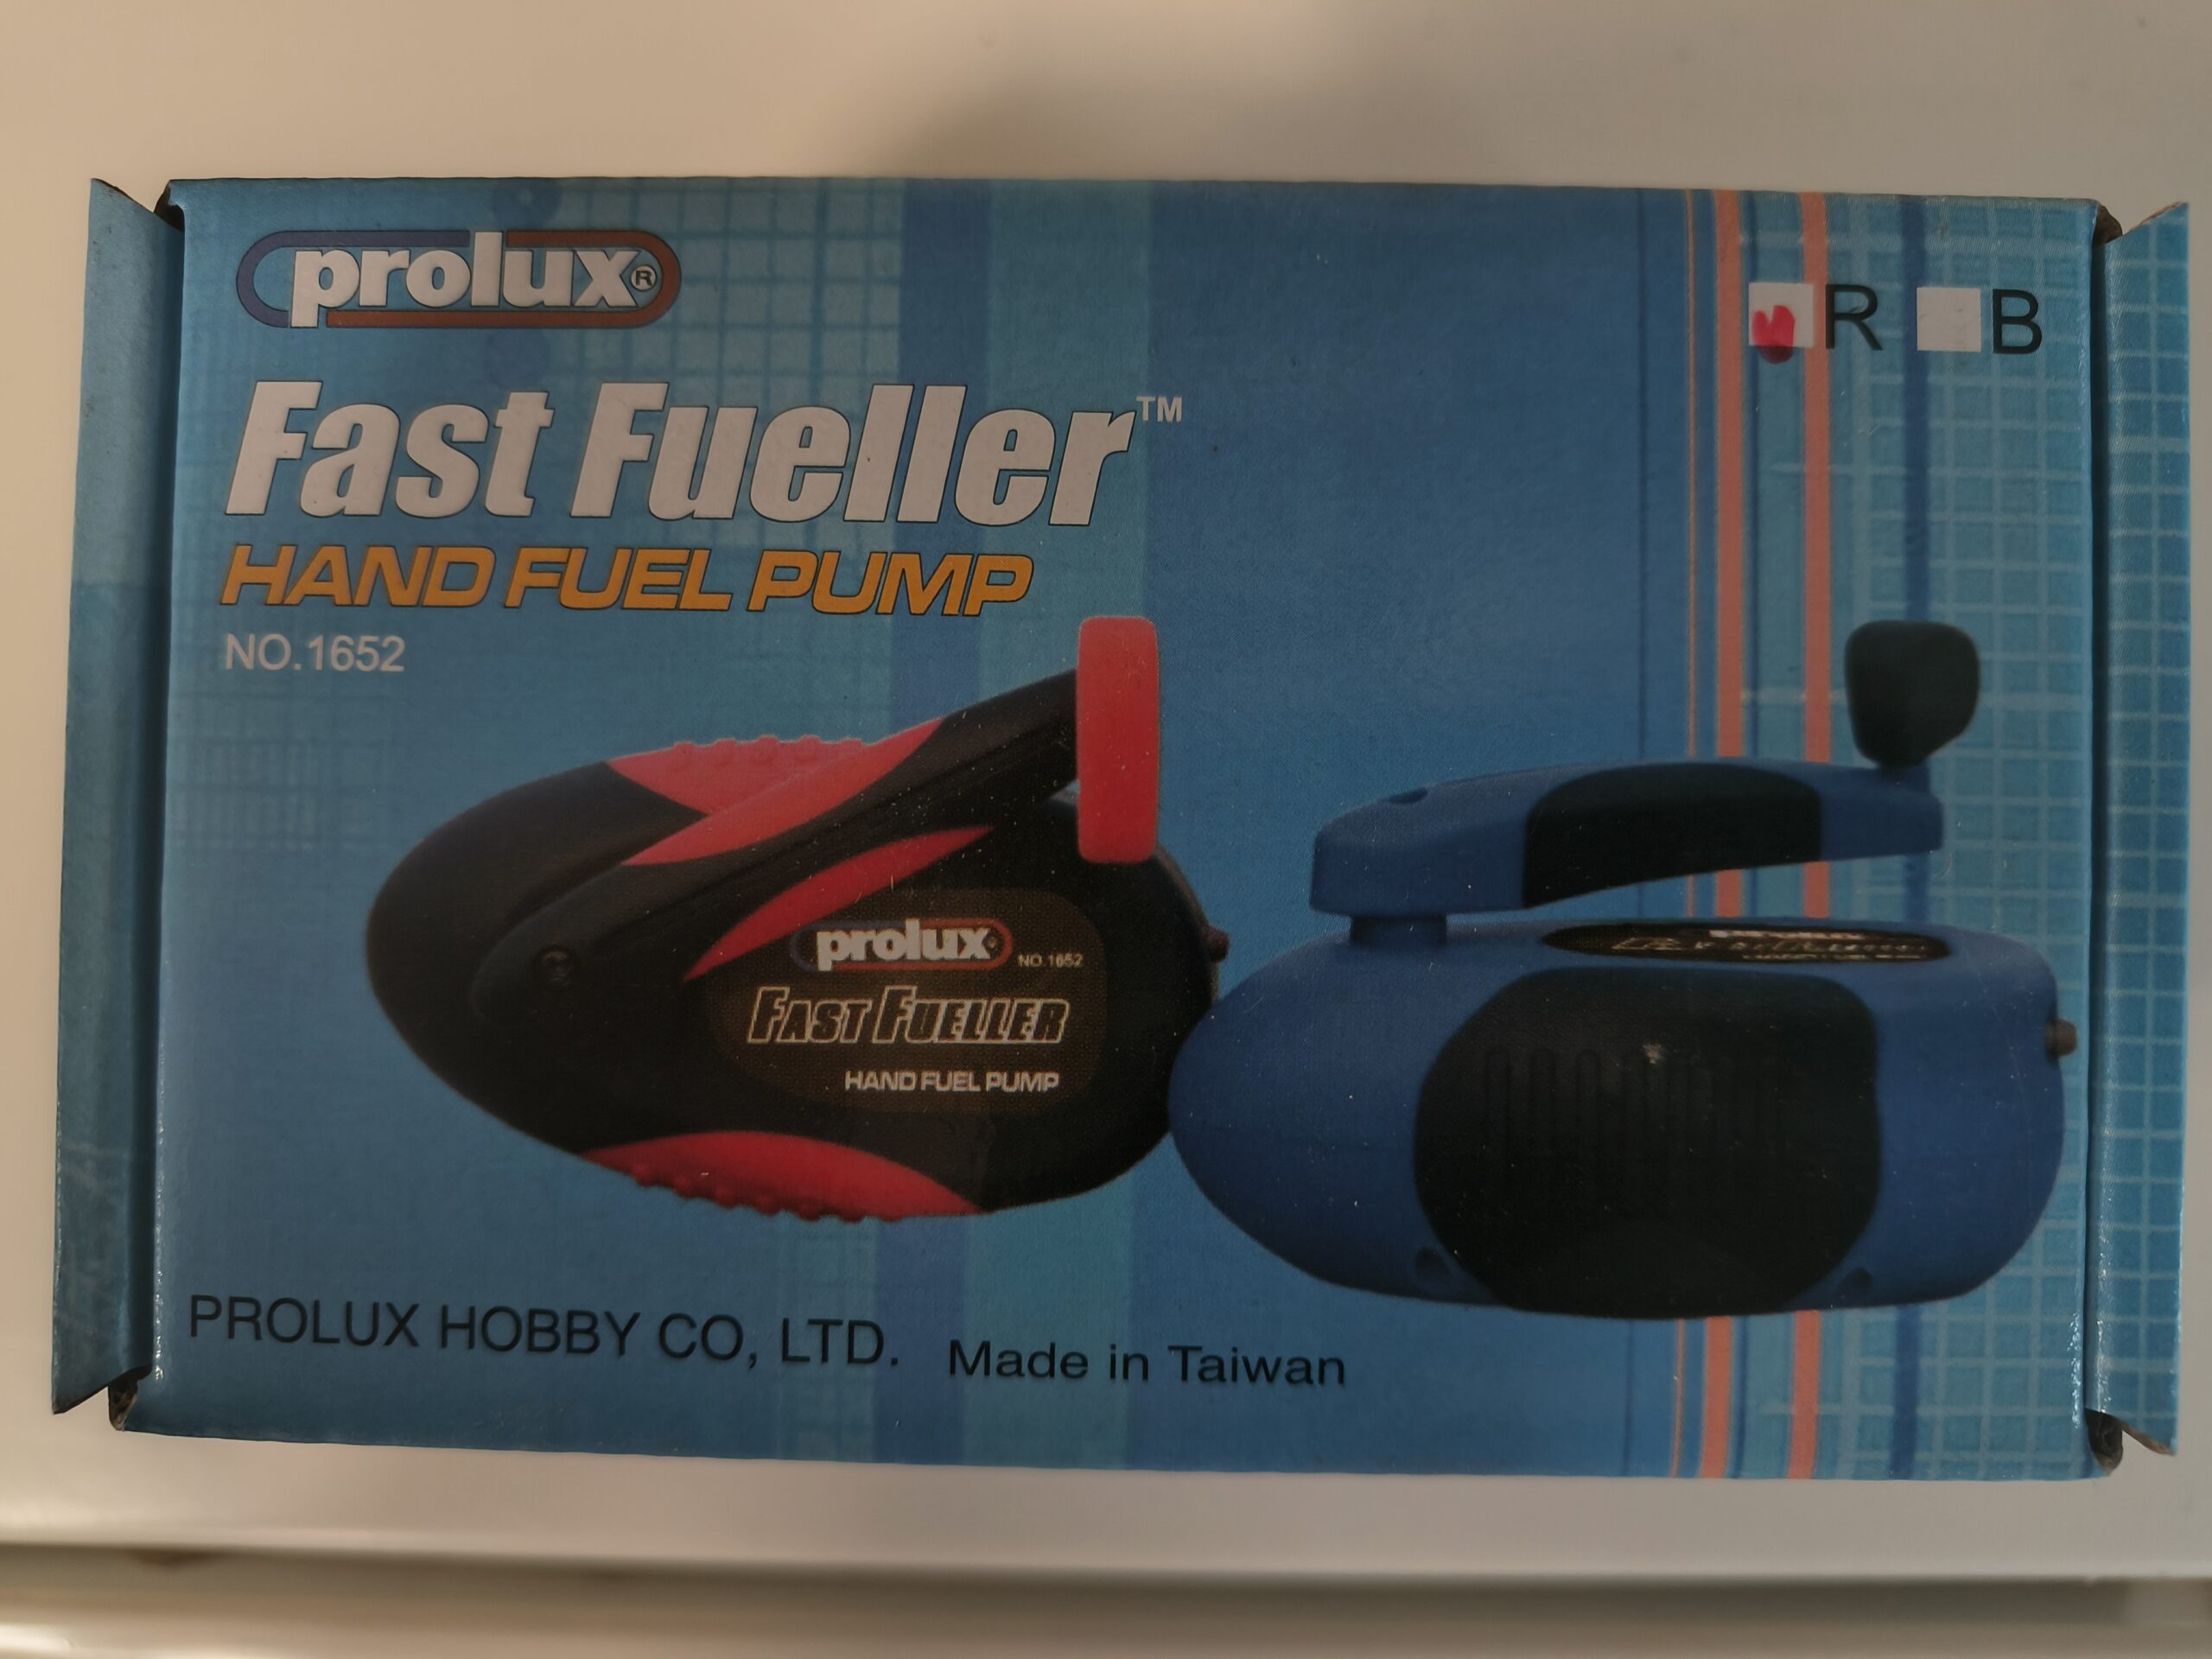 prolux®
R B
Fast Fueller™
HAND FUEL PUMP
NO.1652
prolux
NO.1652
FAST FUELLER
HAND FUEL PUMP
PROLUX HOBBY CO, LTD. Made in Taiwan